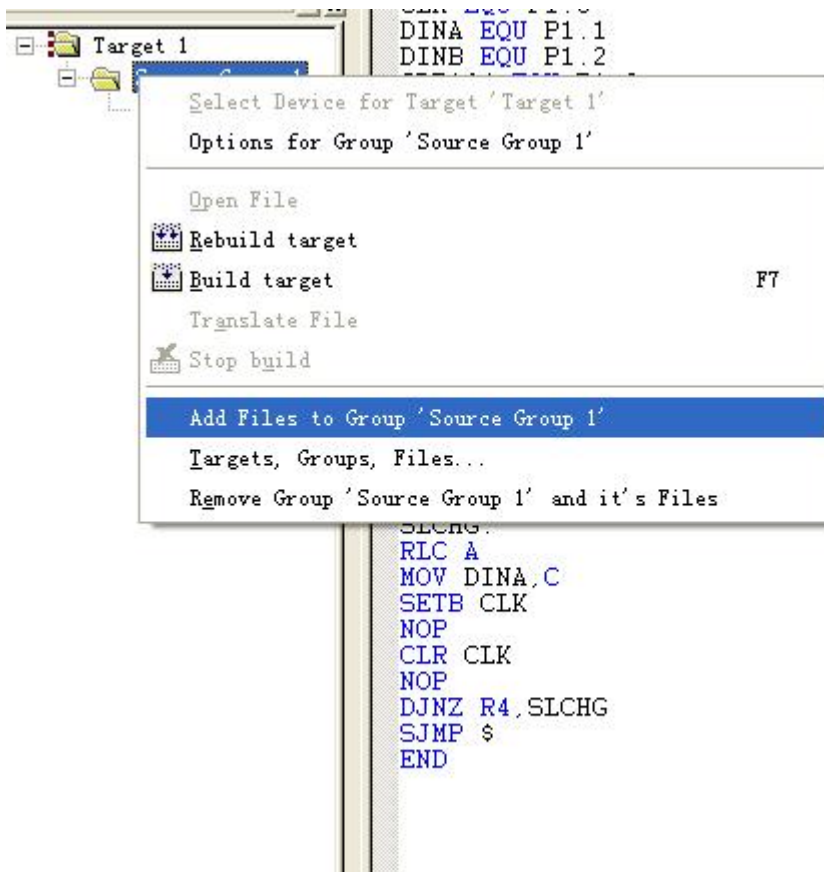 DINA EQU P1.1
Target 1
DINB EQU P1.2
Select Device for Target 'Target 1'
Options for Group 'Source Group 1'
Open File
Rebuild target
Build target F7
Translate File
Stop build
Add Files to Group 'Source Group 1'
Targets, Groups, Files...
Remove Group 'Source Group 1' and it's Files
SLCHG:
RLC A
MOV DINA,C
SETB CLK
NOP
CLR CLK
NOP
DJNZ R4,SLCHG
SJMP $
END